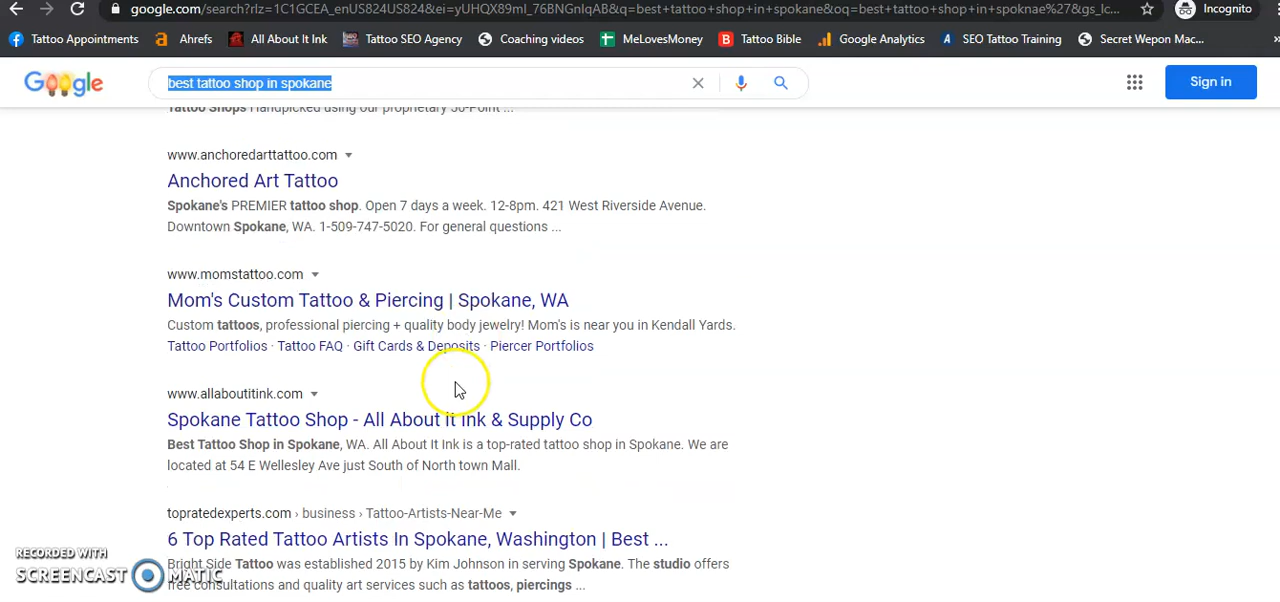 google.com/search?rlz=1C1GCEA_enUS824US824&ei=yUHQX89ml_76BNGnIqAB&q=best+tattoo+shop+in+spokane&oq=best+tattoo+shop+in+spoknae%27&gs_lc... Incognito
Tattoo Appointments Ahrefs All About It Ink Tattoo SEO Agency Coaching videos MeLovesMoney Tattoo Bible Google Analytics SEO Tattoo Training Secret Wepon Mac... »
Google best tattoo shop in spokane Sign in
Tattoo Shops Handpicked using our proprietary 50-Point ...
www.anchoredarttattoo.com
Anchored Art Tattoo
Spokane's PREMIER tattoo shop. Open 7 days a week. 12-8pm. 421 West Riverside Avenue.
Downtown Spokane, WA. 1-509-747-5020. For general questions ...
www.momstattoo.com
Mom's Custom Tattoo & Piercing | Spokane, WA
Custom tattoos, professional piercing + quality body jewelry! Mom's is near you in Kendall Yards.
Tattoo Portfolios · Tattoo FAQ · Gift Cards & Deposits · Piercer Portfolios
www.allaboutitink.com
Spokane Tattoo Shop - All About It Ink & Supply Co
Best Tattoo Shop in Spokane, WA. All About It Ink is a top-rated tattoo shop in Spokane. We are
located at 54 E Wellesley Ave just South of North town Mall.
topratedexperts.com › business › Tattoo-Artists-Near-Me
6 Top Rated Tattoo Artists In Spokane, Washington | Best ...
Bright Side Tattoo was established 2015 by Kim Johnson in serving Spokane. The studio offers
free consultations and quality art services such as tattoos, piercings ...
RECORDED WITH
SCREENCAST MATIC